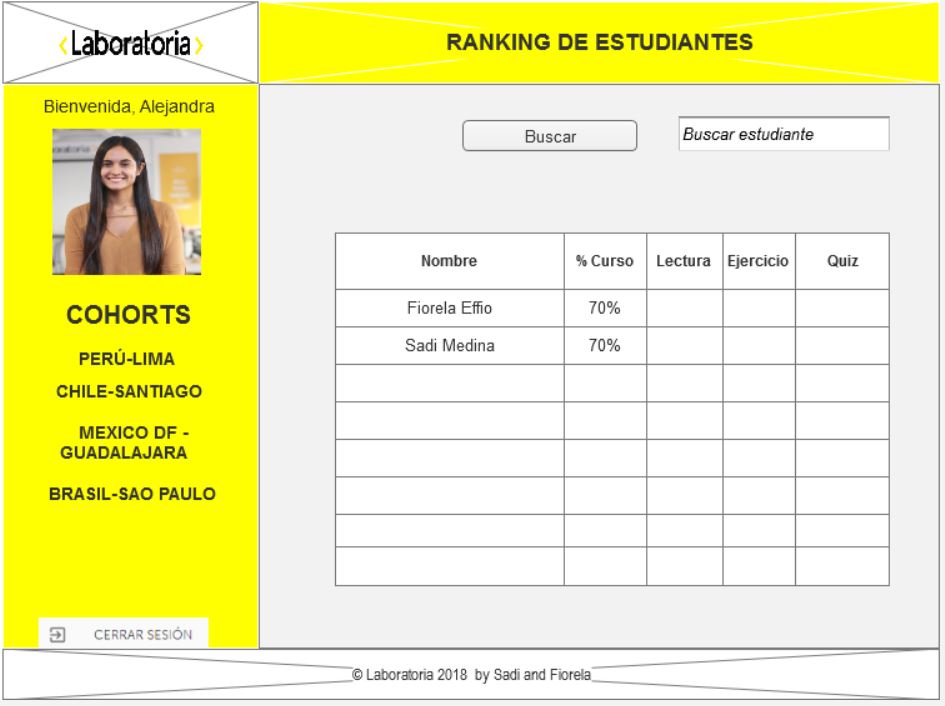 <Laboratoria>
RANKING DE ESTUDIANTES
Bienvenida, Alejandra
COHORTS
PERÚ-LIMA
CHILE-SANTIAGO
MEXICO DF -
GUADALAJARA
BRASIL-SAO PAULO
CERRAR SESIÓN
Buscar
Buscar estudiante
Nombre % Curso Lectura Ejercicio Quiz
Fiorela Effio 70%
Sadi Medina 70%
© Laboratoria 2018 by Sadi and Fiorela